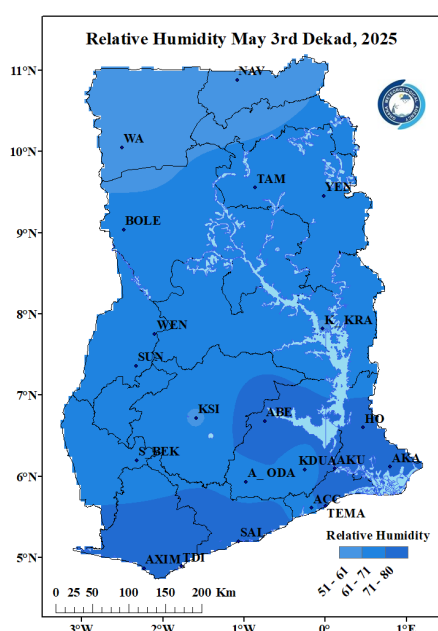 Relative Humidity May 3rd Dekad, 2025
11°N
NAV
WA
10°N
TAM
YEN
BOLE
9°N
8°N
K_KRA
WEN
SUN
7°N
KSI
ABE
HO
S_BEK
KDUA
AKU
AKA
6°N
A_ODA
ACC
TEMA
SAL
Relative Humidity
5°N
AXIM
TDI
51 - 61
61 - 71
71 - 80
0 25 50 100 150 200 Km
3°W 2°W 1°W 0° 1°E